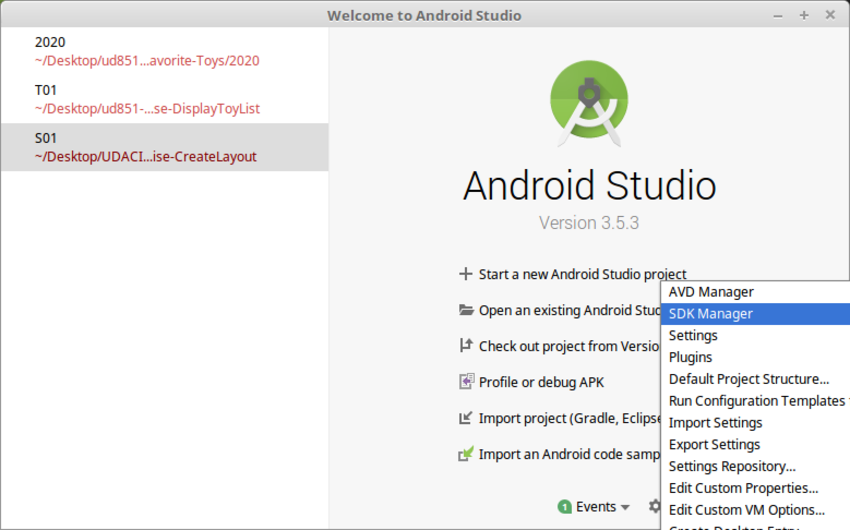 Welcome to Android Studio
2020
~/Desktop/ud851...avorite-Toys/2020
T01
~/Desktop/ud851-...se-DisplayToyList
S01
~/Desktop/UDACI...ise-CreateLayout
Android Studio
Version 3.5.3
Start a new Android Studio project
Open an existing Android Stud
Check out project from Versio
Profile or debug APK
Import project (Gradle, Eclipse
Import an Android code samp
1 Events
AVD Manager
SDK Manager
Settings
Plugins
Default Project Structure...
Run Configuration Templates
Import Settings
Export Settings
Settings Repository...
Edit Custom Properties...
Edit Custom VM Options...
Create Desktop Entry